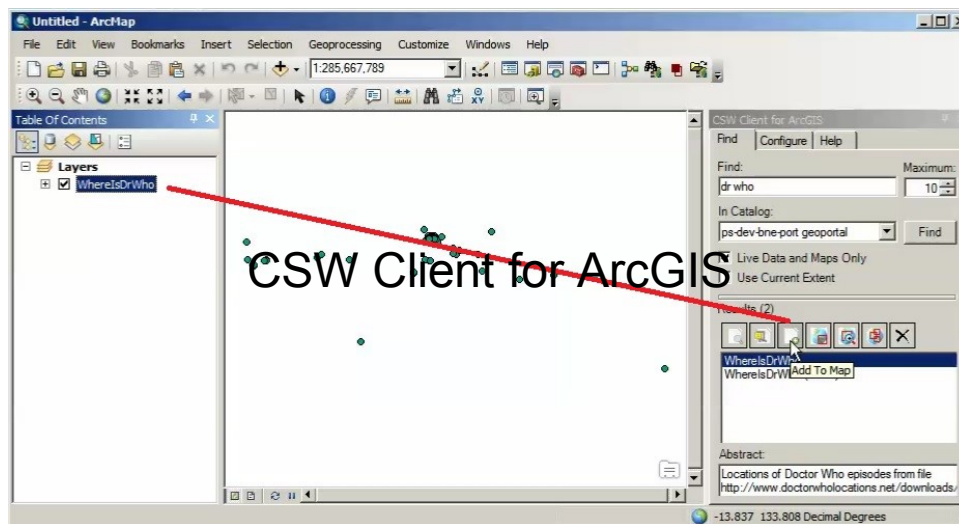 Untitled - ArcMap
File Edit View Bookmarks Insert Selection Geoprocessing Customize Windows Help
1:285,667,789
Table Of Contents
Layers
WhereIsDrWho
CSW Client for ArcGIS
CSW Client for ArcGIS
Find Configure Help
Find: Maximum:
dr who 10
In Catalog:
ps-dev-bne-port geoportal Find
Live Data and Maps Only
Use Current Extent
Results (2)
WhereIsDrWho
Add To Map
WhereIsDrWho
Abstract:
Locations of Doctor Who episodes from file
http://www.doctorwholocations.net/downloads/
-13.837 133.808 Decimal Degrees